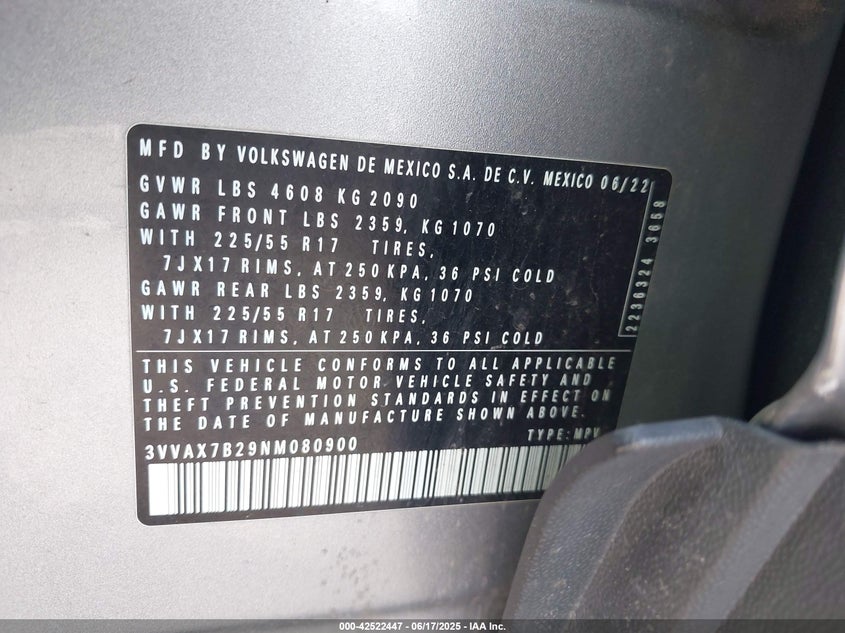 MFD BY VOLKSWAGEN DE MEXICO S.A. DE C.V. MEXICO 06/22
GVWR LBS 4608 KG 2090
GAWR FRONT LBS 2359, KG 1070
WITH 225/55 R17 TIRES,
7JX17 RIMS, AT 250 KPA, 36 PSI COLD
GAWR REAR LBS 2359, KG 1070
WITH 225/55 R17 TIRES,
7JX17 RIMS, AT 250 KPA, 36 PSI COLD
2236324 3658
THIS VEHICLE CONFORMS TO ALL APPLICABLE
U.S. FEDERAL MOTOR VEHICLE SAFETY AND
THEFT PREVENTION STANDARDS IN EFFECT ON
THE DATE OF MANUFACTURE SHOWN ABOVE.
3VVAX7B29NM080900 TYPE: MPV
000-42522447 - 06/17/2025 - IAA Inc.